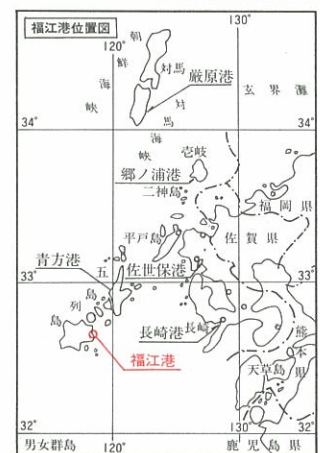 福江港位置図
130°
120°
朝鮮海峡
対馬
厳原港
玄界灘
34°
34°
対馬海峡
壱岐
郷ノ浦港
二神島
福岡県
平戸島
佐賀県
青方港
五島列島
佐世保港
33°
33°
長崎港
長崎
熊本県
福江港
天草島
32°
130°
32°
男女群島
120°
鹿児島県